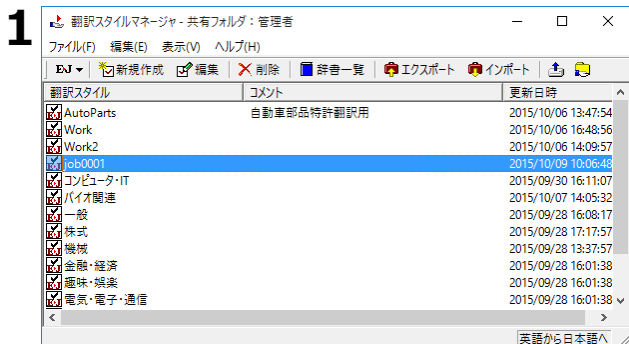 1
翻訳スタイルマネージャ - 共有フォルダ：管理者
ファイル(F) 編集(E) 表示(V) ヘルプ(H)
EJ 新規作成 編集 削除 辞書一覧 エクスポート インポート
翻訳スタイル コメント 更新日時
AutoParts 自動車部品特許翻訳用 2015/10/06 13:47:54
Work 2015/10/06 16:48:56
Work2 2015/10/06 14:09:57
job0001 2015/10/09 10:06:48
コンピュータ・IT 2015/09/30 16:11:07
バイオ関連 2015/10/07 14:05:32
一般 2015/09/28 16:08:17
株式 2015/09/28 17:17:57
機械 2015/09/28 13:37:57
金融・経済 2015/09/28 16:01:38
趣味・娯楽 2015/09/28 16:01:38
電気・電子・通信 2015/09/28 16:01:38
英語から日本語へ